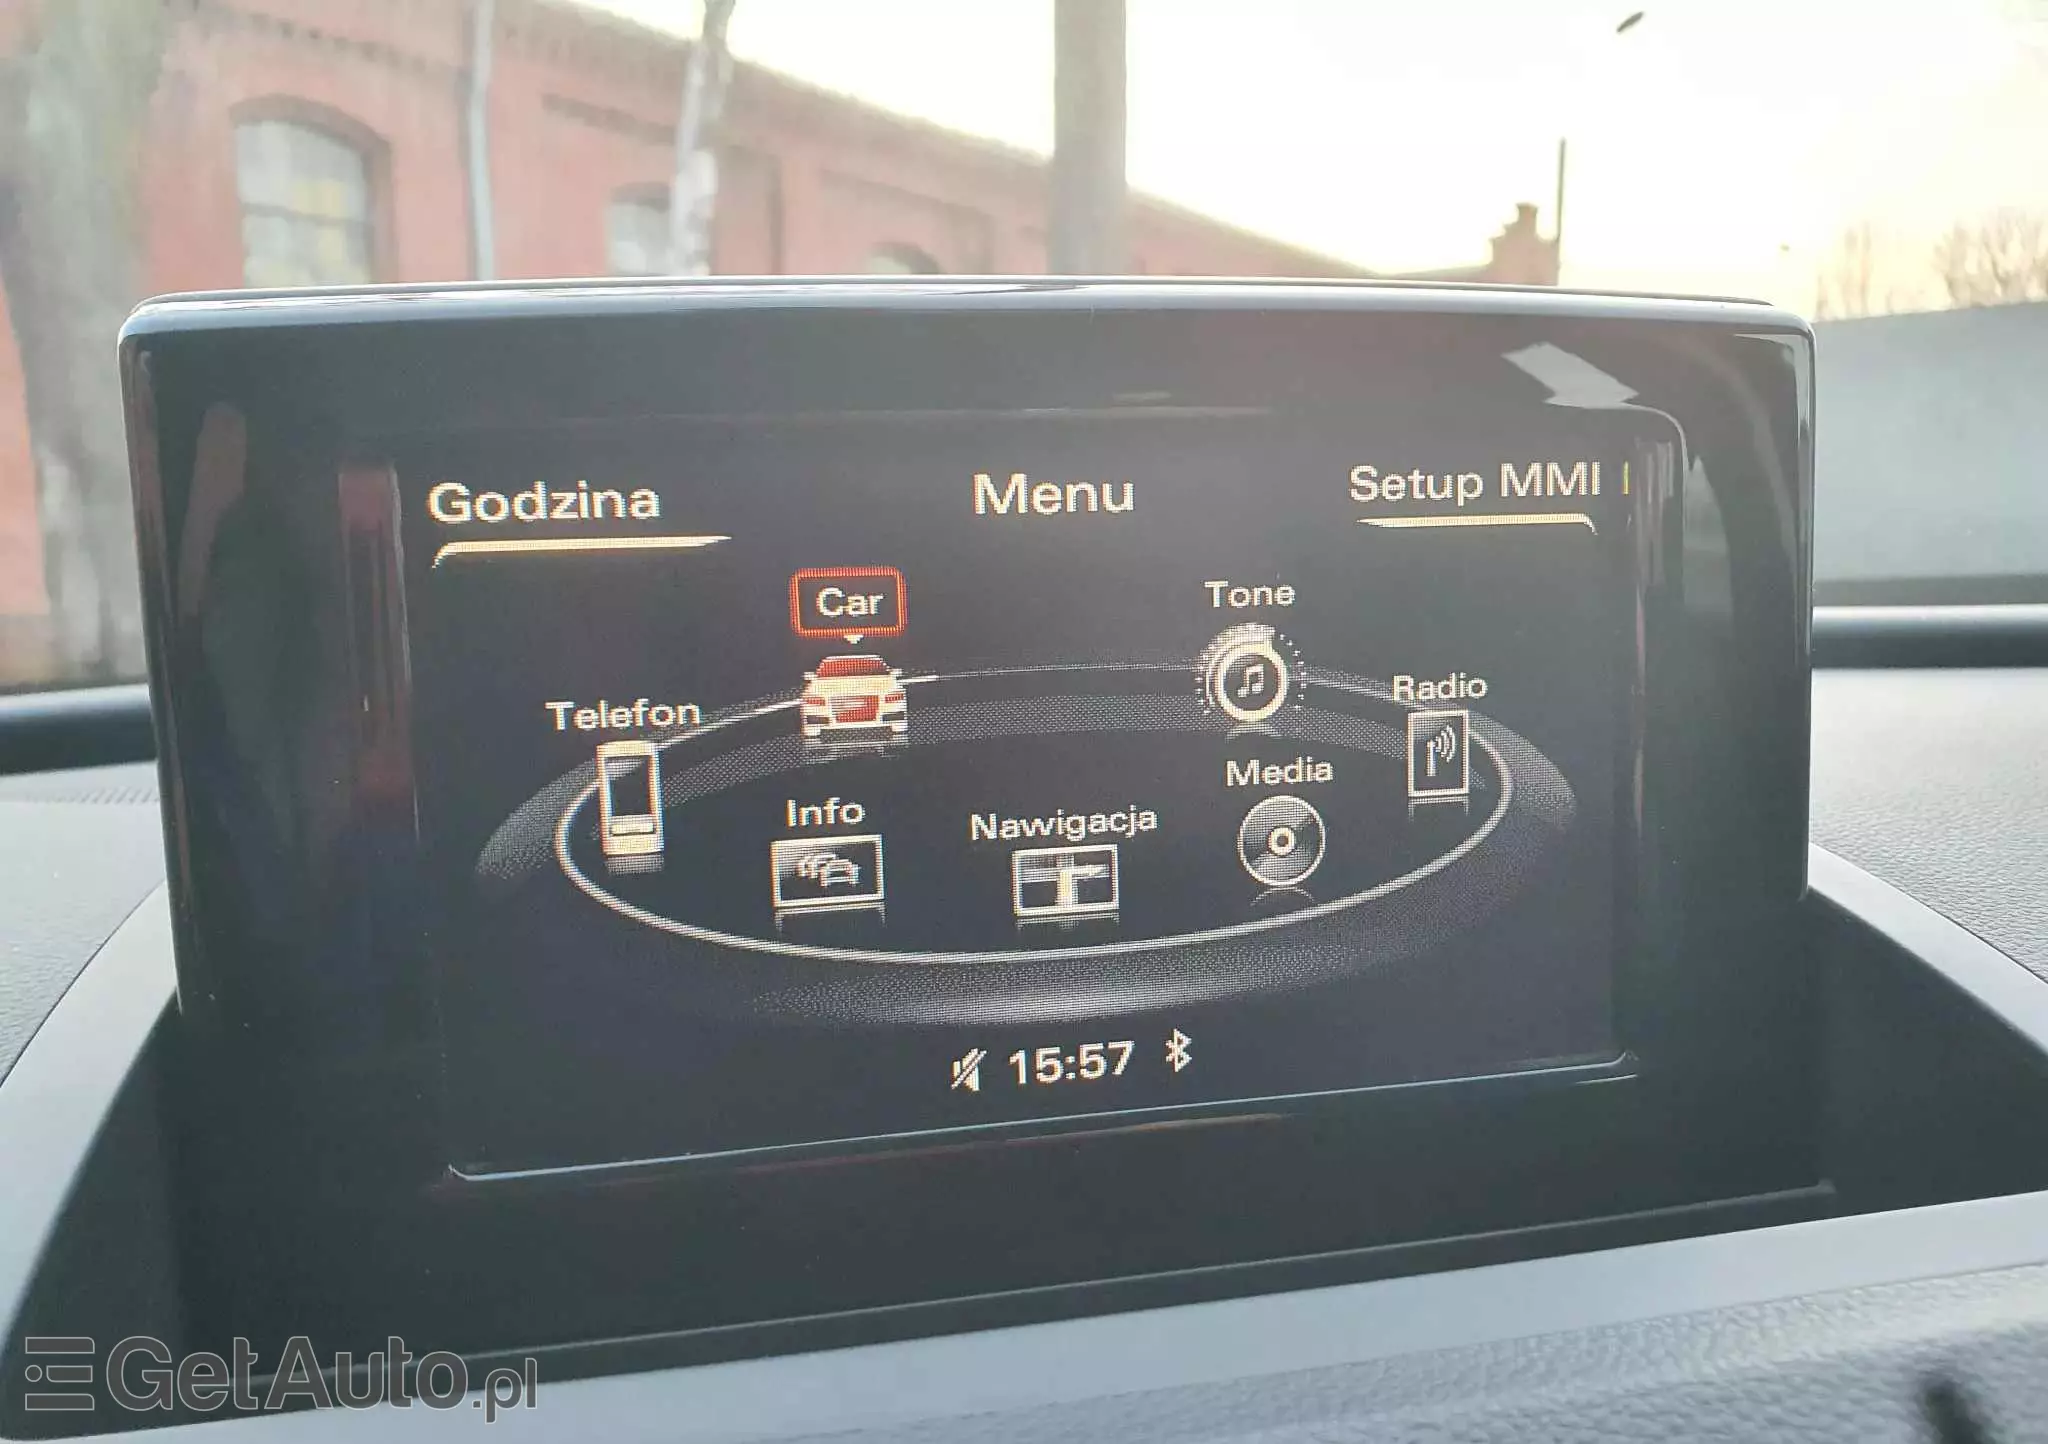 Godzina
Menu
Setup MMI
Car
Tone
Telefon
Radio
Info
Nawigacja
Media
15:57
GetAuto.pl